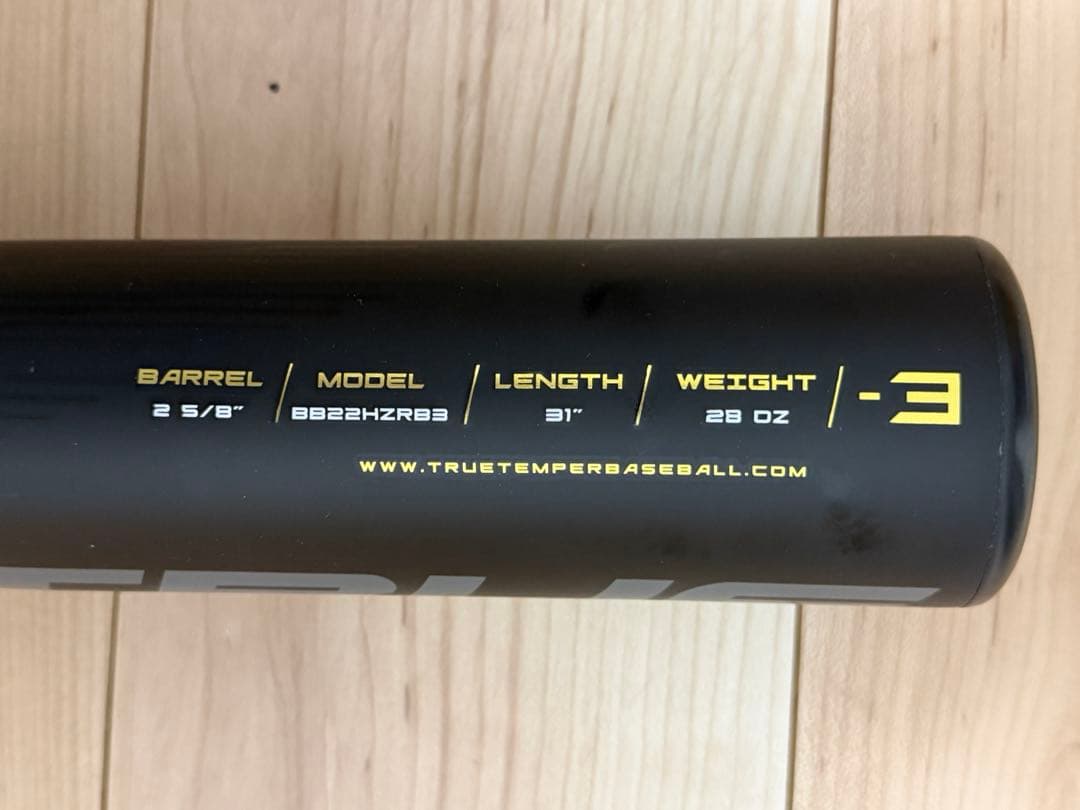 BARREL / MODEL / LENGTH / WEIGHT / -3
2 5/8" BB22HZRB3 31" 28 OZ
WWW.TRUETEMPERBASEBALL.COM